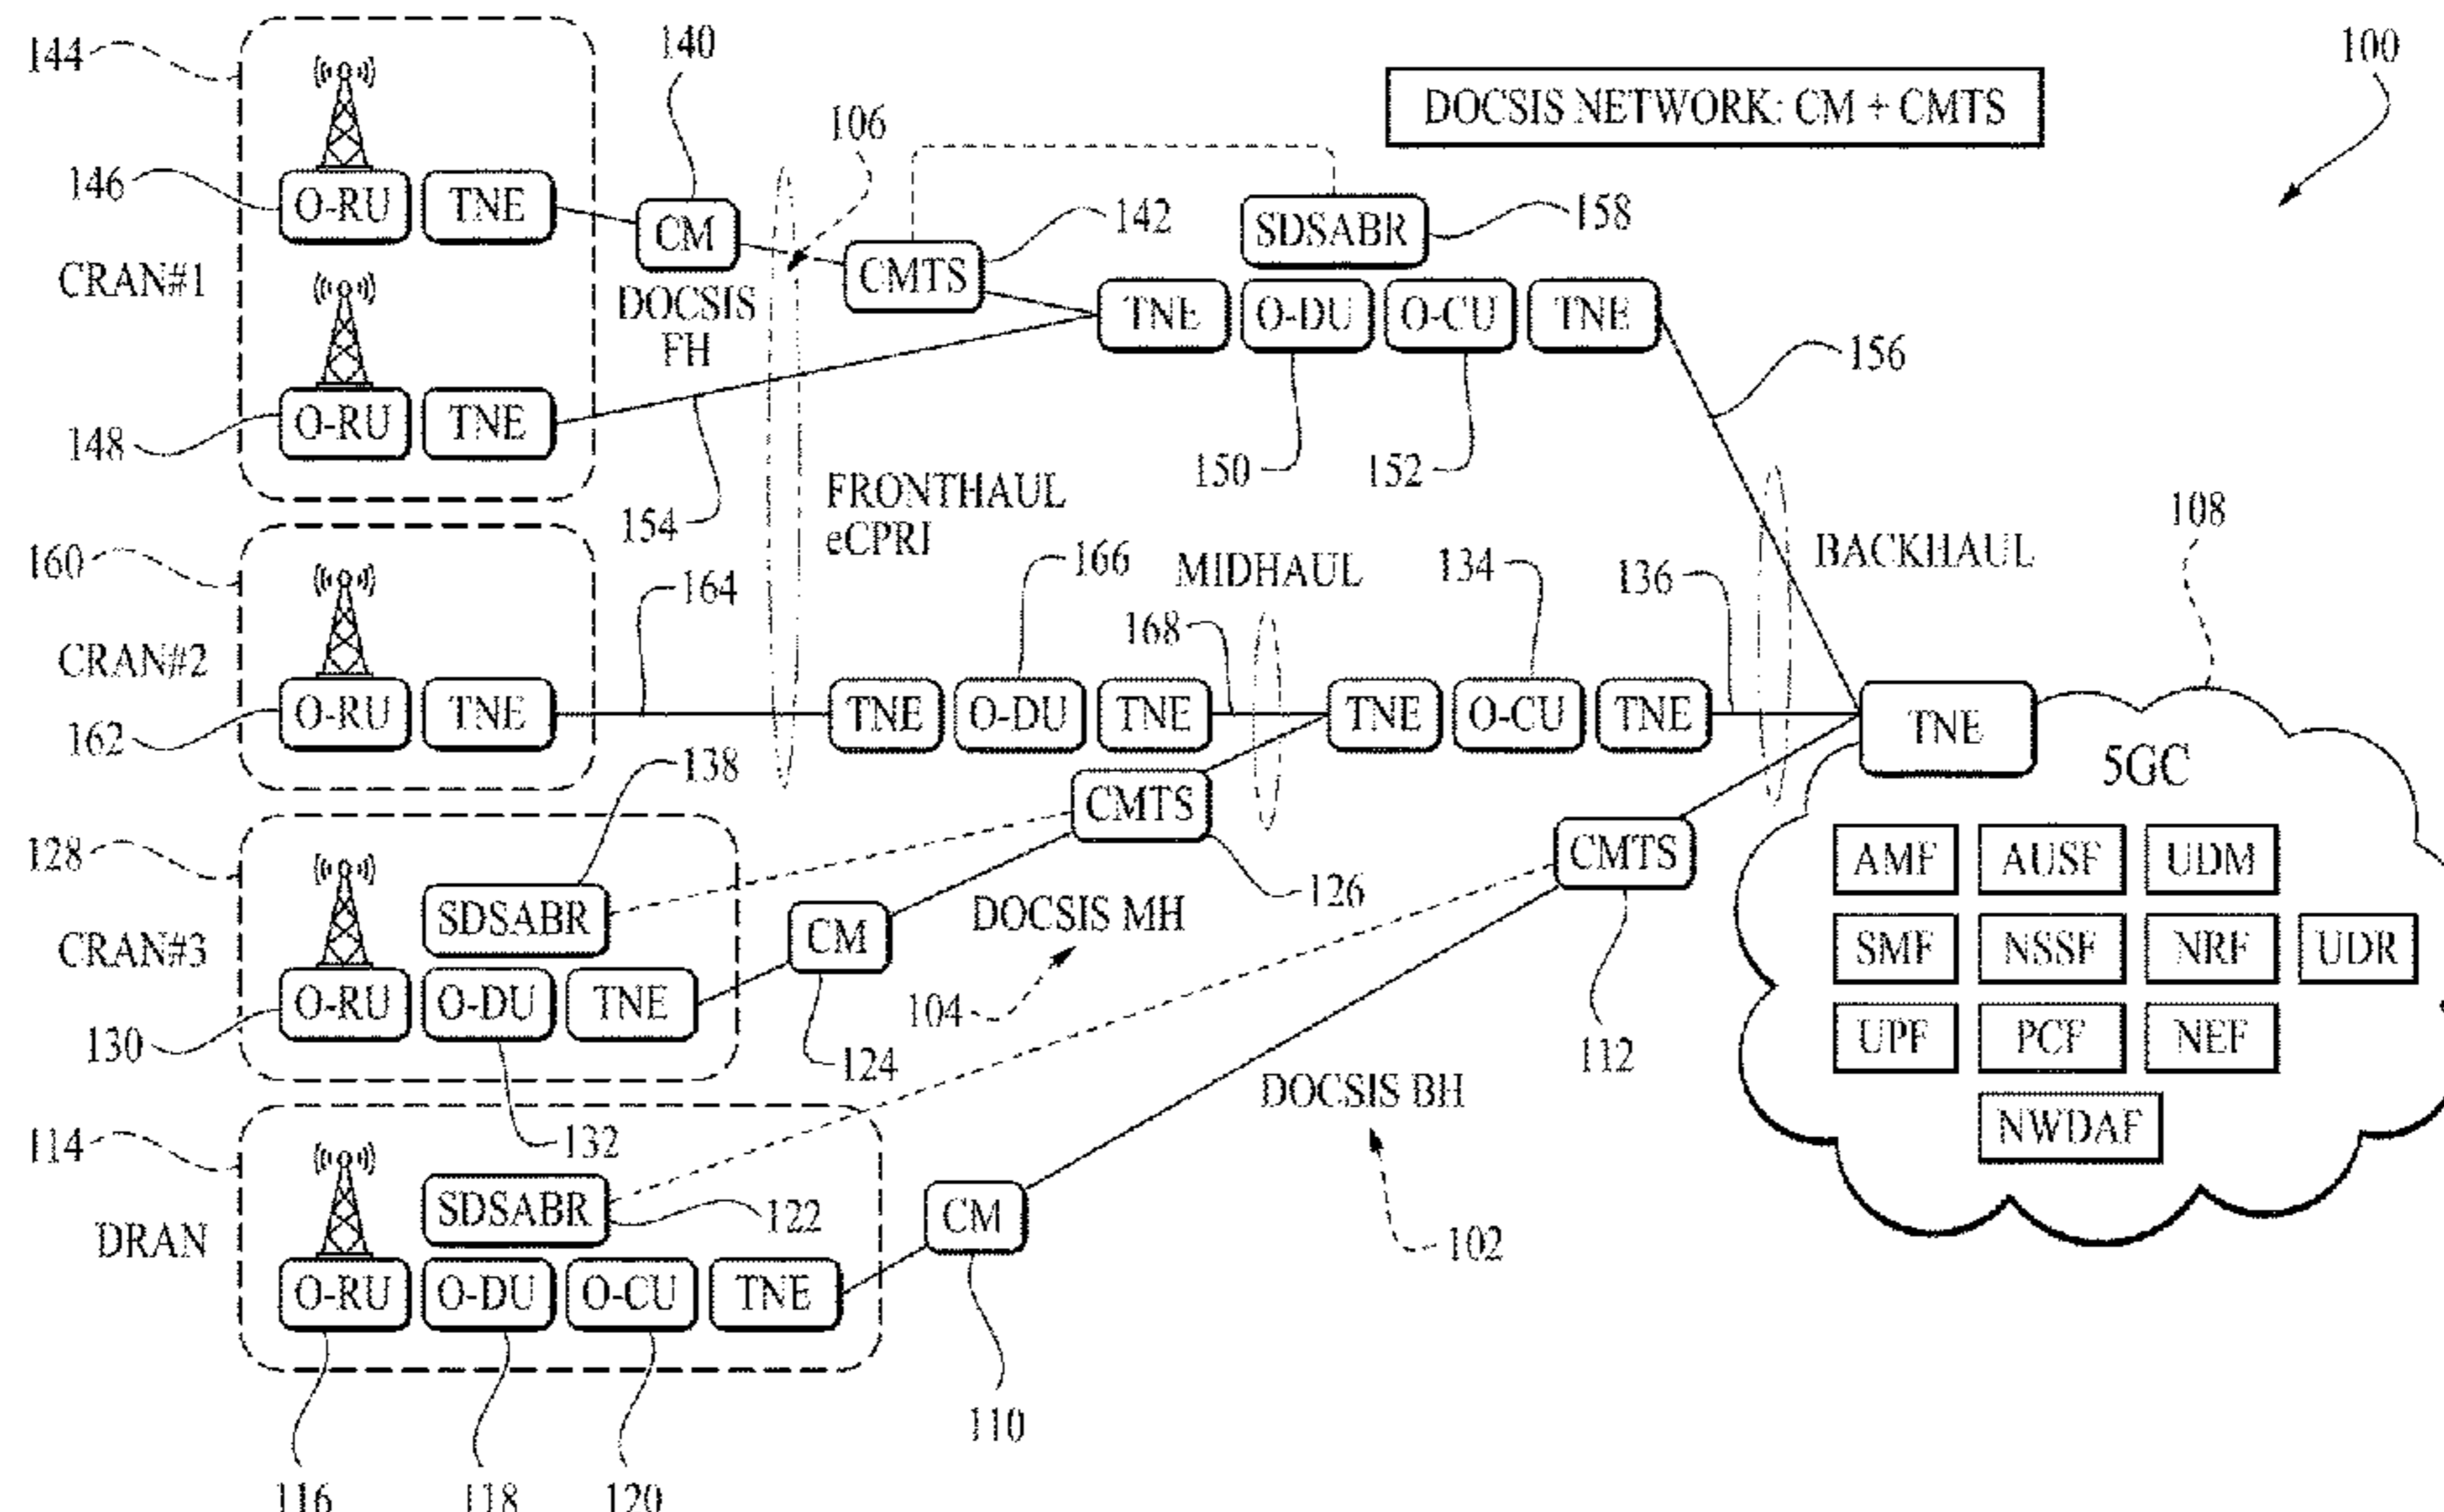 144
140
106
DOCSIS NETWORK: CM + CMTS
100
146
O-RU TNE
CM
142
SDSABR
158
CRAN#1
DOCSIS
FH
CMTS
TNE O-DU O-CU TNE
156
148
O-RU TNE
154
150
152
FRONTHAUL
eCPRI
160
164
166
MIDHAUL
134
136
BACKHAUL
108
CRAN#2
168
162
O-RU TNE
TNE O-DU TNE
TNE O-CU TNE
TNE
5GC
138
CMTS
CMTS
126
128
SDSABR
CM
DOCSIS MH
CRAN#3
130
O-RU O-DU TNE
104
124
112
AMF AUSF UDM
SMF NSSF NRF UDR
UPF PCF NEF
NWDAF
132
DOCSIS BH
102
114
SDSABR
122
CM
DRAN
O-RU O-DU O-CU TNE
110
116 118 120